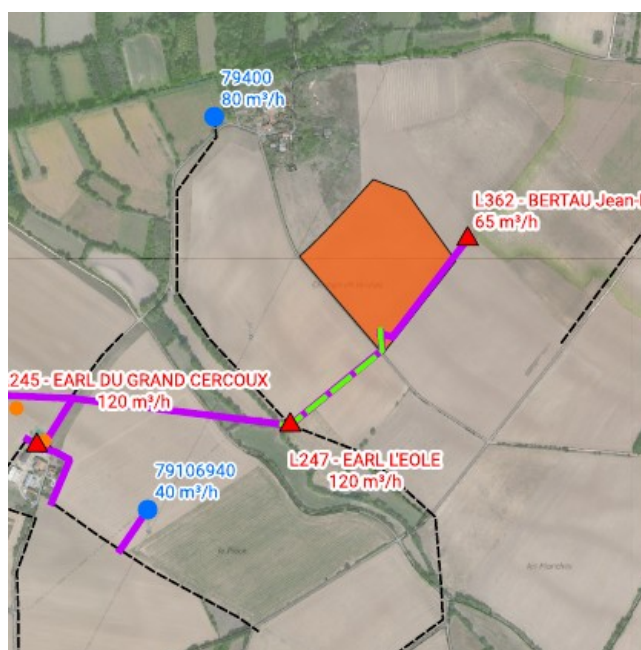 79400
80 m³/h
L362 - BERTAU Jean-
65 m³/h
L245 - EARL DU GRAND CERCOUX
120 m³/h
L247 - EARL L'EOLE
120 m³/h
79106940
40 m³/h